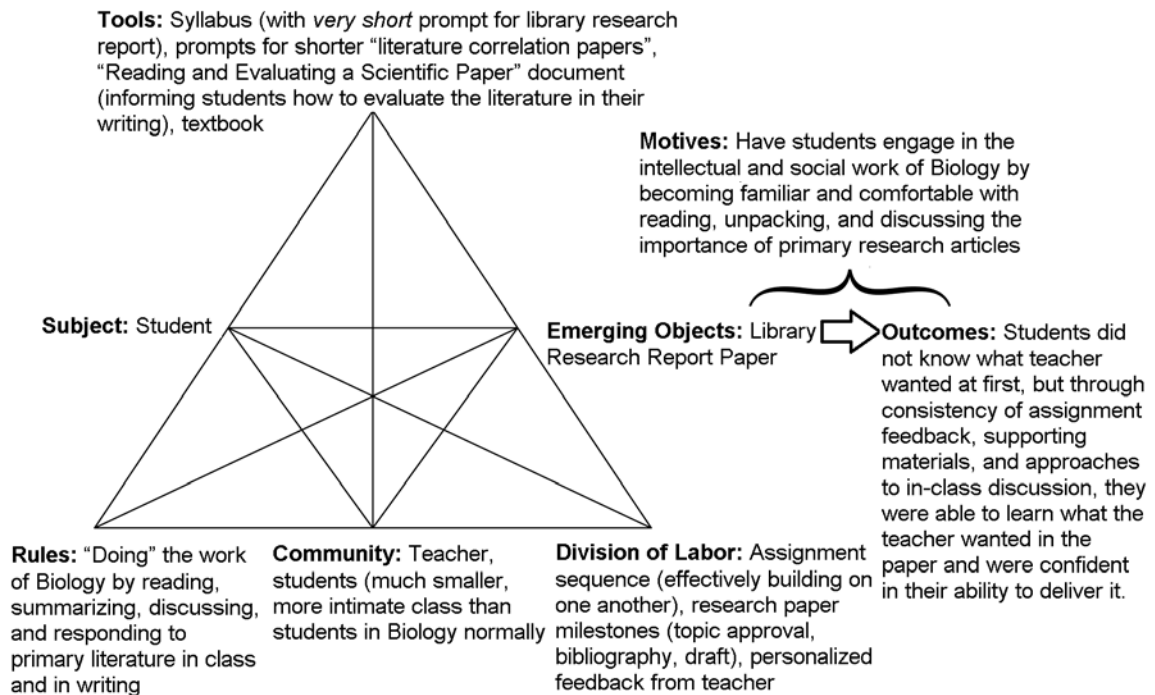 Tools: Syllabus (with very short prompt for library research
report), prompts for shorter “literature correlation papers”,
“Reading and Evaluating a Scientific Paper” document
(informing students how to evaluate the literature in their
writing), textbook
Motives: Have students engage in the
intellectual and social work of Biology by
becoming familiar and comfortable with
reading, unpacking, and discussing the
importance of primary research articles
Subject: Student
Emerging Objects: Library
Research Report Paper
Outcomes: Students did
not know what teacher
wanted at first, but through
consistency of assignment
feedback, supporting
materials, and approaches
to in-class discussion, they
were able to learn what the
teacher wanted in the
paper and were confident
in their ability to deliver it.
Rules: “Doing” the work
of Biology by reading,
summarizing, discussing,
and responding to
primary literature in class
and in writing
Community: Teacher,
students (much smaller,
more intimate class than
students in Biology normally
Division of Labor: Assignment
sequence (effectively building on
one another), research paper
milestones (topic approval,
bibliography, draft), personalized
feedback from teacher